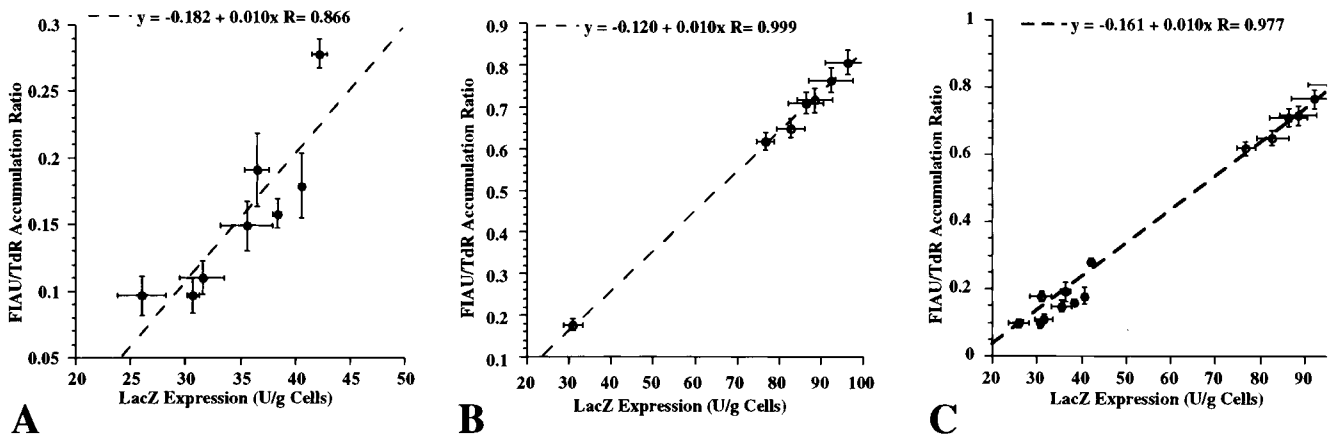 y = -0.182 + 0.010x R= 0.866
0.3
0.25
0.2
0.15
0.1
0.05
FIAU/TdR Accumulation Ratio
20 25 30 35 40 45 50
LacZ Expression (U/g Cells)
A
y = -0.120 + 0.010x R= 0.999
0.9
0.8
0.7
0.6
0.5
0.4
0.3
0.2
0.1
FIAU/TdR Accumulation Ratio
20 30 40 50 60 70 80 90 100
LacZ Expression (U/g Cells)
B
y = -0.161 + 0.010x R= 0.977
1
0.8
0.6
0.4
0.2
0
FIAU/TdR Accumulation Ratio
20 30 40 50 60 70 80 90
LacZ Expression (U/g Cells)
C